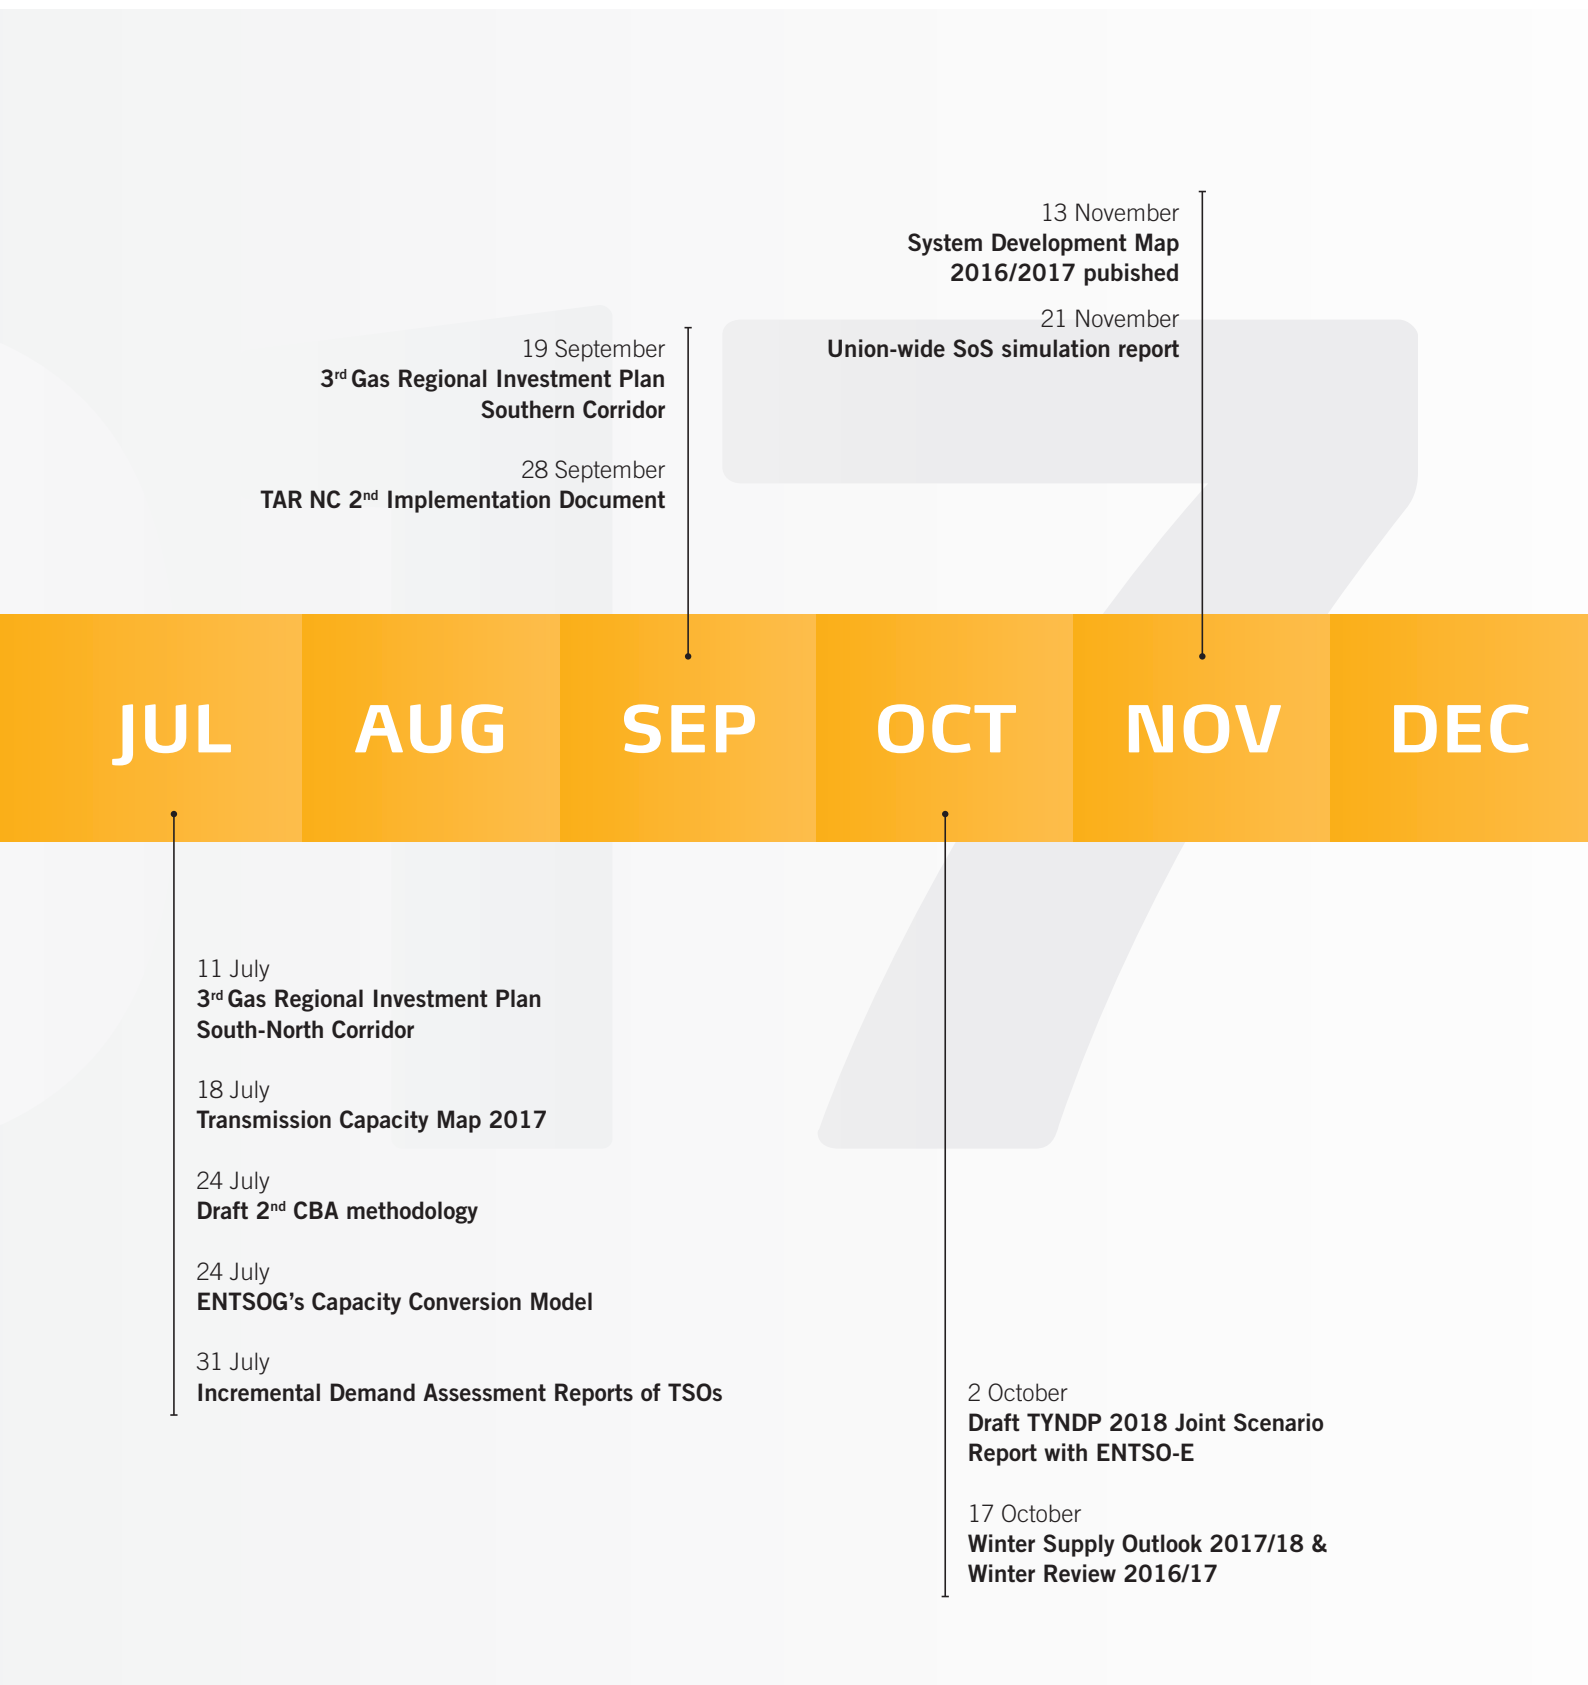 13 November
System Development Map
2016/2017 pubished
21 November
Union-wide SoS simulation report
19 September
3rd Gas Regional Investment Plan
Southern Corridor
28 September
TAR NC 2nd Implementation Document
17
JUL AUG SEP OCT NOV DEC
11 July
3rd Gas Regional Investment Plan
South-North Corridor
18 July
Transmission Capacity Map 2017
24 July
Draft 2nd CBA methodology
24 July
ENTSOG’s Capacity Conversion Model
31 July
Incremental Demand Assessment Reports of TSOs
2 October
Draft TYNDP 2018 Joint Scenario
Report with ENTSO-E
17 October
Winter Supply Outlook 2017/18 &
Winter Review 2016/17